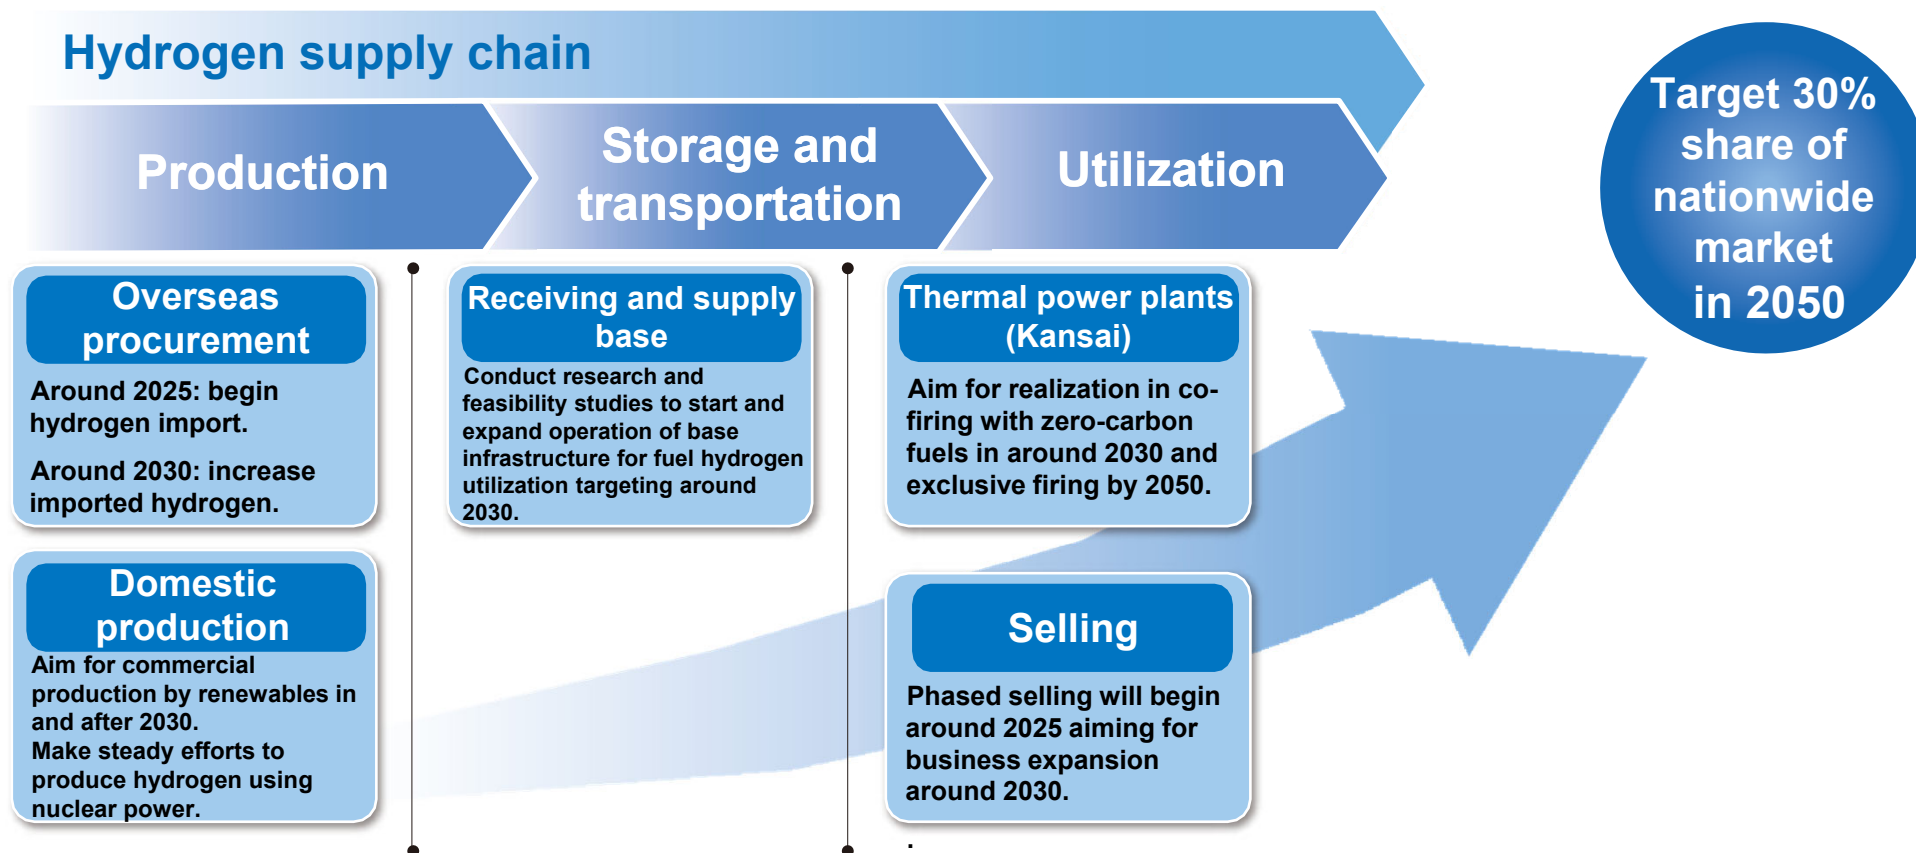 Hydrogen supply chain
Production
Storage and
transportation
Utilization
Target 30%
share of
nationwide
market
in 2050
Overseas
procurement
Around 2025: begin
hydrogen import.
Around 2030: increase
imported hydrogen.
Domestic
production
Aim for commercial
production by renewables in
and after 2030.
Make steady efforts to
produce hydrogen using
nuclear power.
Receiving and supply
base
Conduct research and
feasibility studies to start and
expand operation of base
infrastructure for fuel hydrogen
utilization targeting around
2030.
Thermal power plants
(Kansai)
Aim for realization in co-
firing with zero-carbon
fuels in around 2030 and
exclusive firing by 2050.
Selling
Phased selling will begin
around 2025 aiming for
business expansion
around 2030.
.